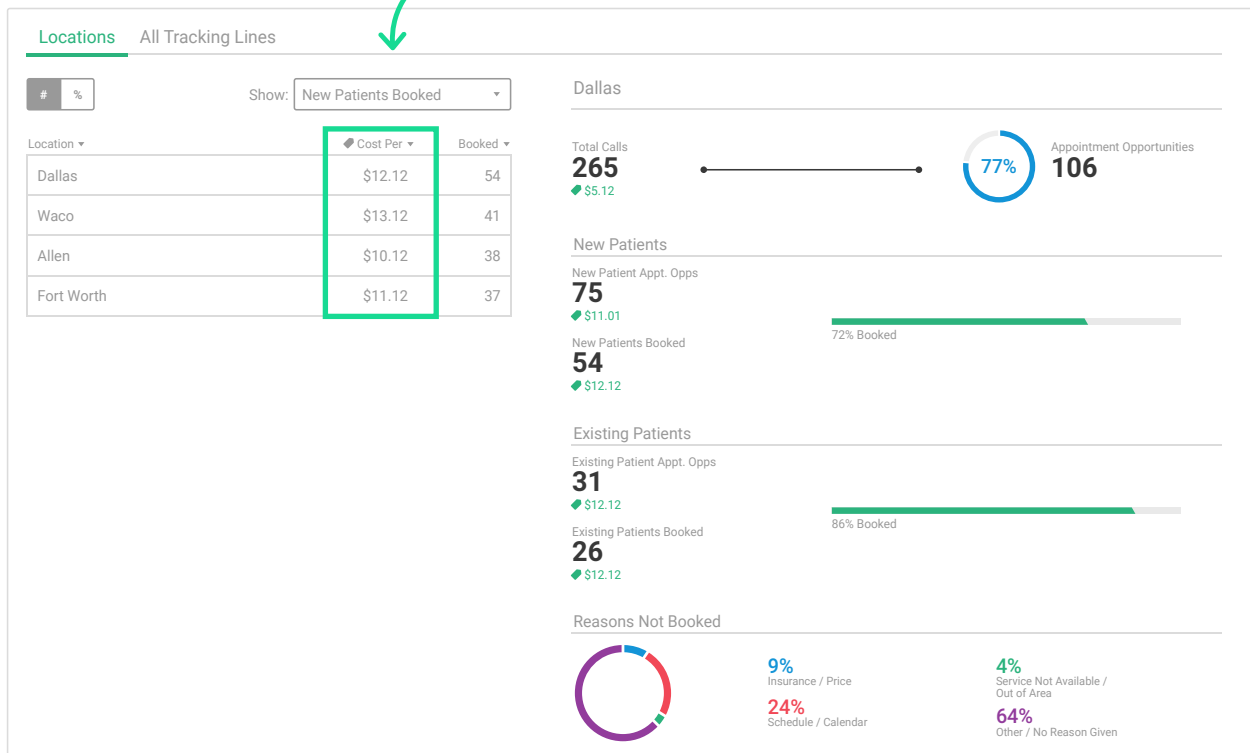 Locations All Tracking Lines
# % Show: New Patients Booked
Location Cost Per Booked
Dallas $12.12 54
Waco $13.12 41
Allen $10.12 38
Fort Worth $11.12 37
Dallas
Total Calls
265
$5.12
77%
Appointment Opportunities
106
New Patients
New Patient Appt. Opps
75
$11.01
72% Booked
New Patients Booked
54
$12.12
Existing Patients
Existing Patient Appt. Opps
31
$12.12
86% Booked
Existing Patients Booked
26
$12.12
Reasons Not Booked
9%
Insurance / Price
24%
Schedule / Calendar
4%
Service Not Available /
Out of Area
64%
Other / No Reason Given